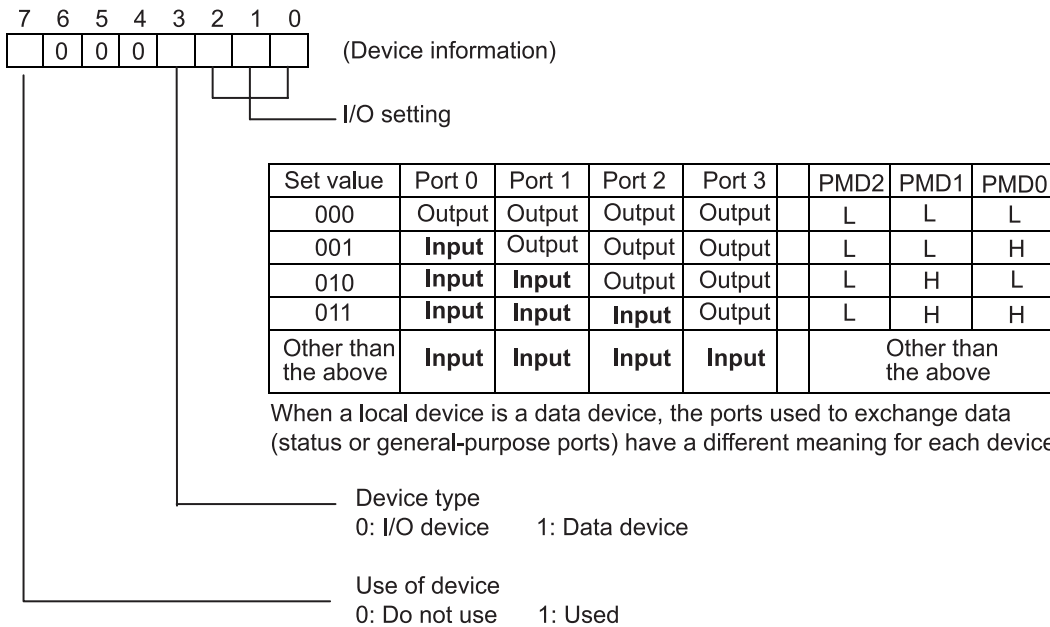 7 6 5 4 3 2 1 0
0 0 0
(Device information)
I/O setting
Set value Port 0 Port 1 Port 2 Port 3 PMD2 PMD1 PMD0
000 Output Output Output Output L L L
001 Input Output Output Output L L H
010 Input Input Output Output L H L
011 Input Input Input Output L H H
Other than
the above
Input Input Input Input
Other than
the above
When a local device is a data device, the ports used to exchange data
(status or general-purpose ports) have a different meaning for each device
Device type
0: I/O device 1: Data device
Use of device
0: Do not use 1: Used